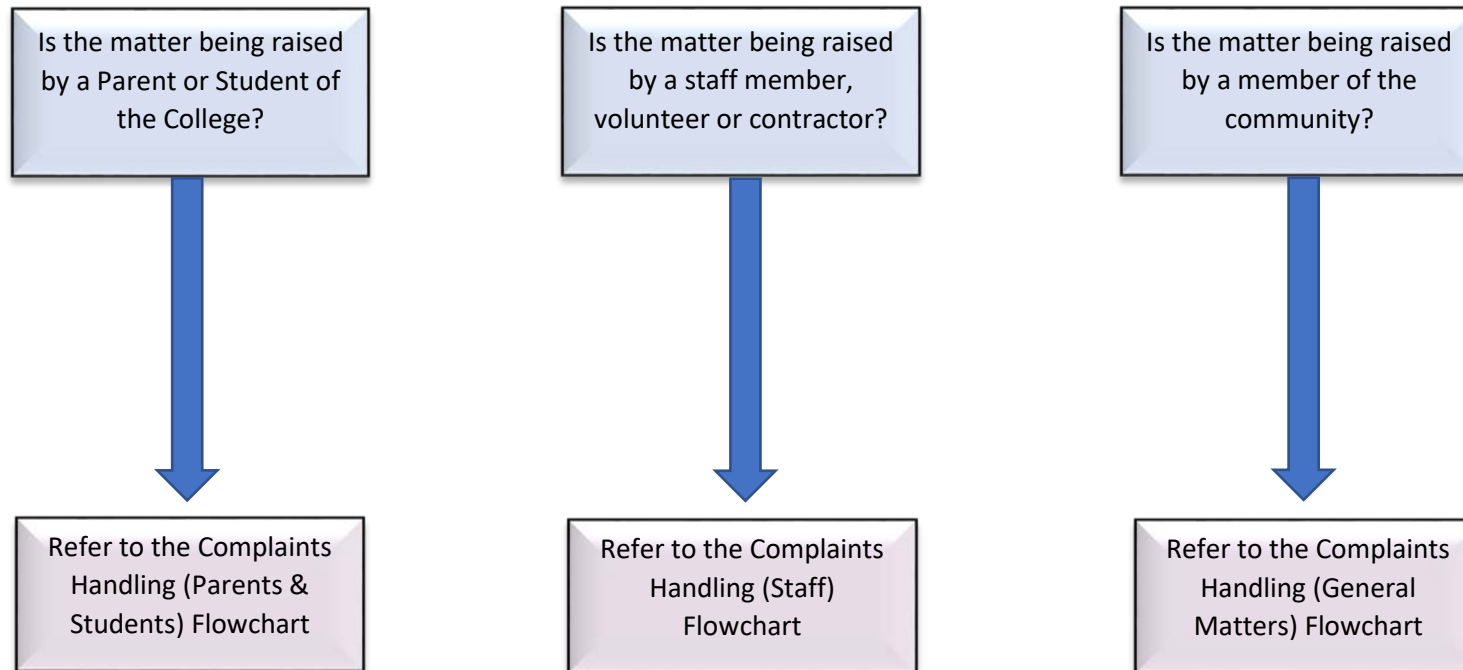 Is the matter being raised
by a Parent or Student of
the College?
Is the matter being raised
by a staff member,
volunteer or contractor?
Is the matter being raised
by a member of the
community?
Refer to the Complaints
Handling (Parents &
Students) Flowchart
Refer to the Complaints
Handling (Staff)
Flowchart
Refer to the Complaints
Handling (General
Matters) Flowchart